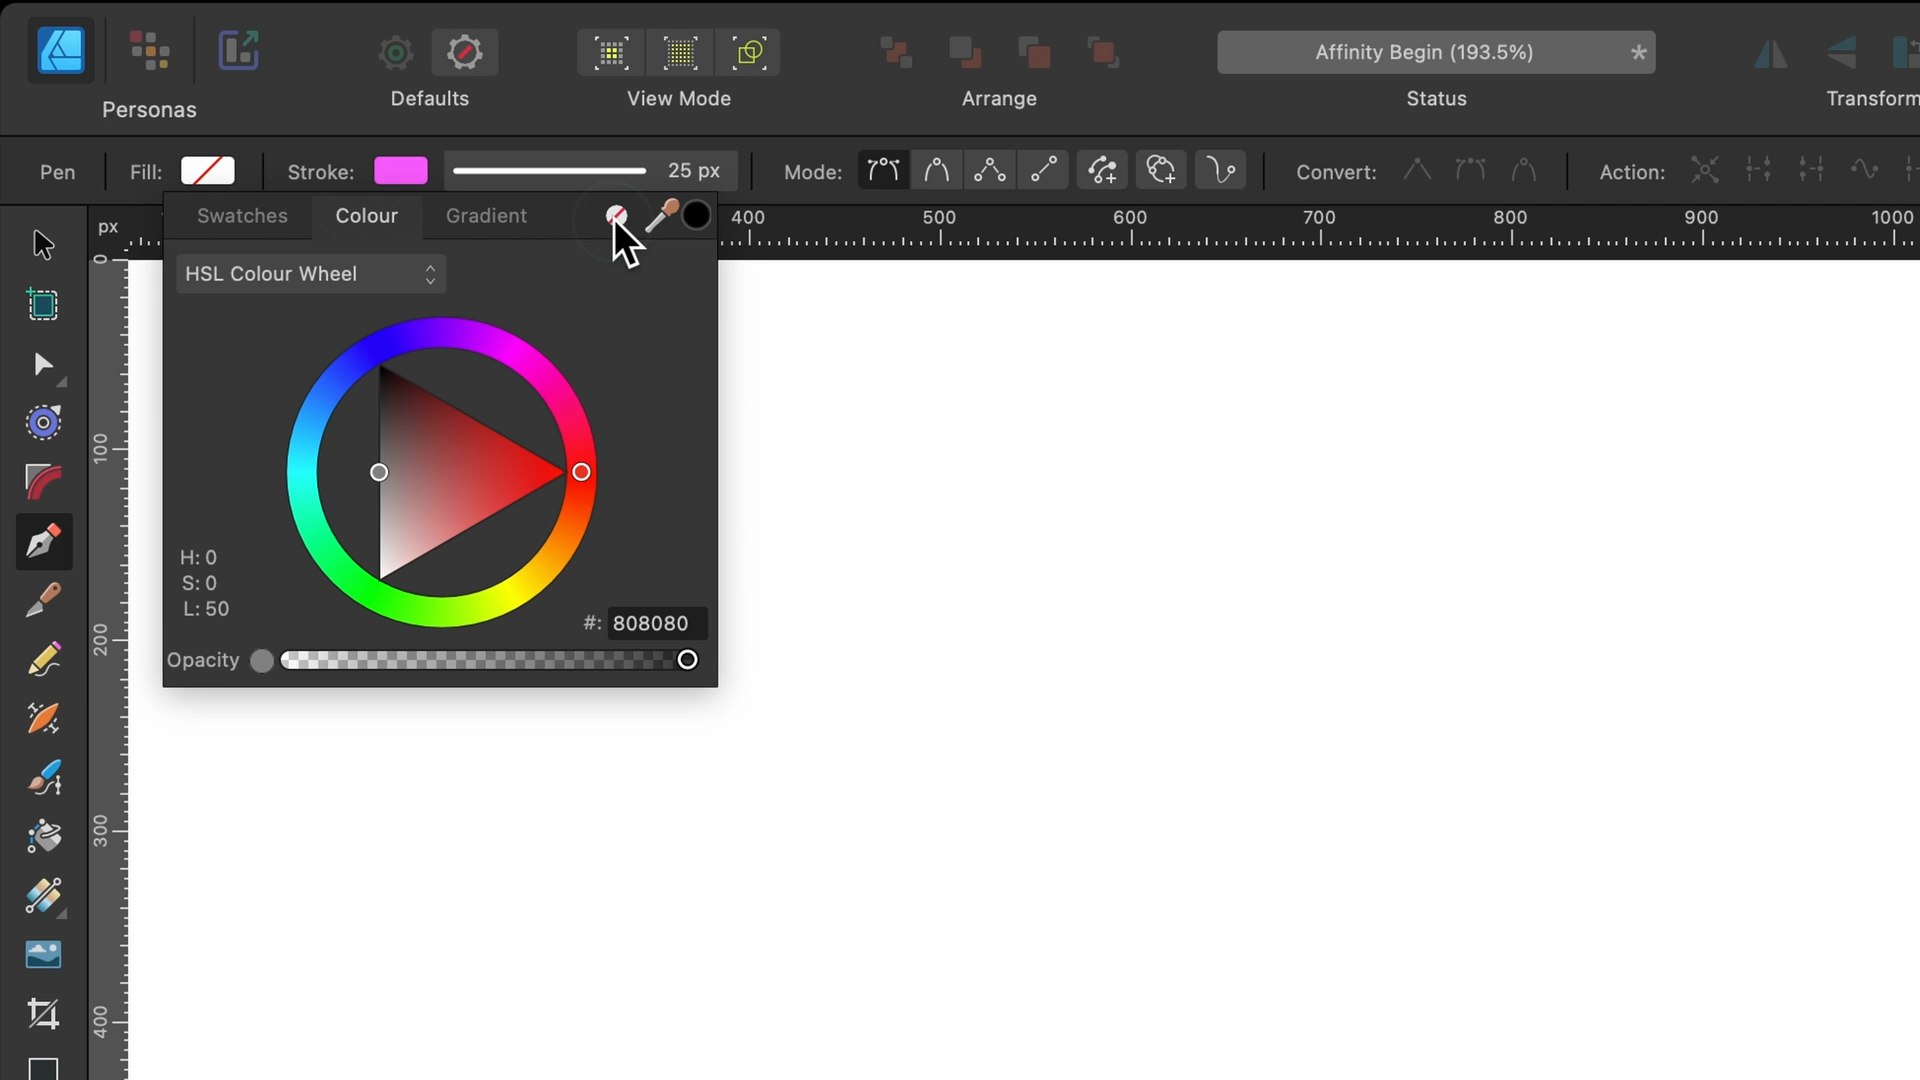 Affinity Begin (193.5%) *
Personas
Defaults
View Mode
Arrange
Status
Transform
Pen
Fill:
Stroke:
25 px
Mode:
Convert:
Action:
Swatches
Colour
Gradient
px
400
500
600
700
800
900
1000
HSL Colour Wheel
0
100
200
300
400
H: 0
S: 0
L: 50
#: 808080
Opacity